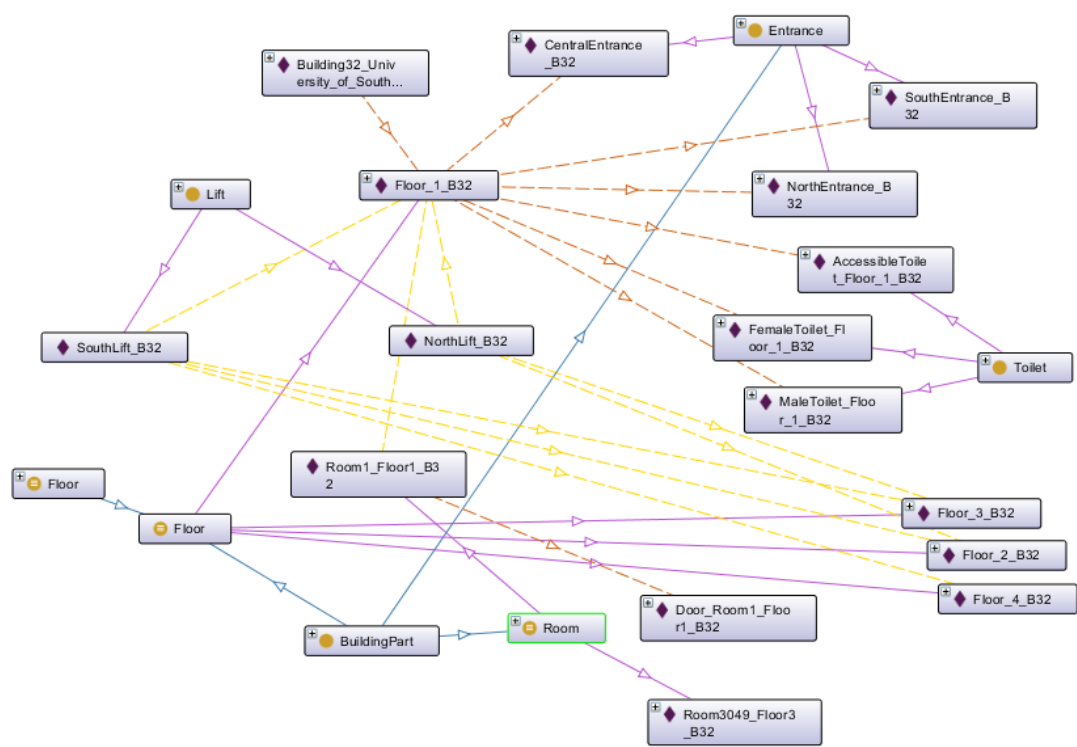 Entrance
CentralEntrance
_B32
Building32_Univ
ersity_of_South...
SouthEntrance_B
32
Floor_1_B32
NorthEntrance_B
32
Lift
AccessibleToile
t_Floor_1_B32
FemaleToilet_Fl
oor_1_B32
SouthLift_B32
NorthLift_B32
Toilet
MaleToilet_Floo
r_1_B32
Room1_Floor1_B3
2
Floor
Floor
Floor_3_B32
Floor_2_B32
Floor_4_B32
Door_Room1_Floo
r1_B32
Room
BuildingPart
Room3049_Floor3
_B32